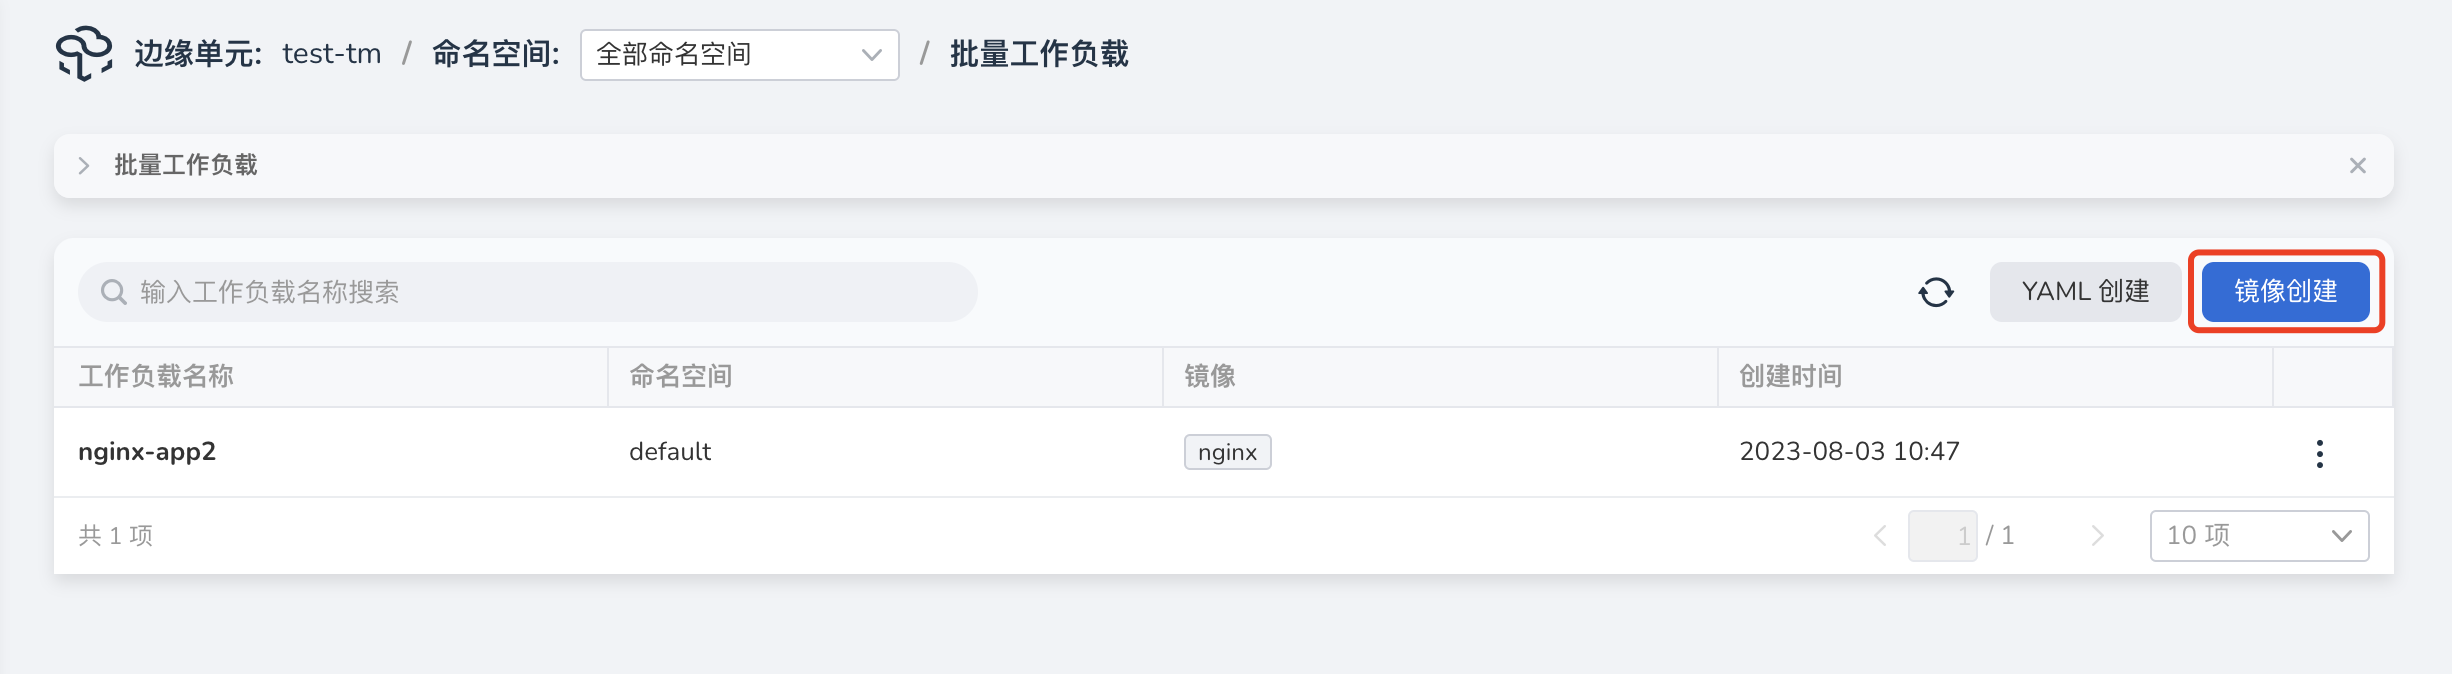 边缘单元: test-tm / 命名空间: 全部命名空间 / 批量工作负载
批量工作负载
输入工作负载名称搜索 YAML 创建 镜像创建
工作负载名称 命名空间 镜像 创建时间
nginx-app2 default nginx 2023-08-03 10:47
共 1 项 1 / 1 10 项